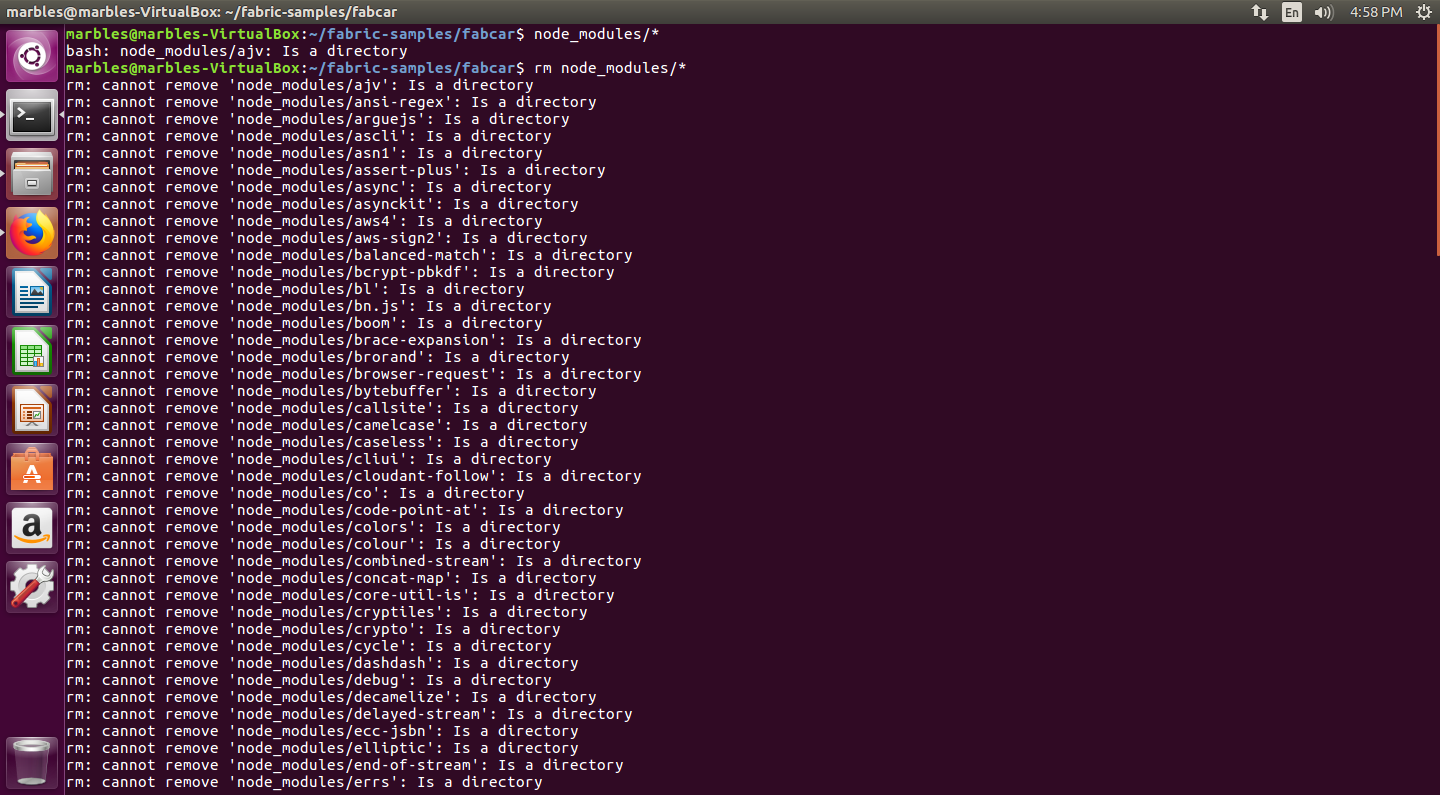 marbles@marbles-VirtualBox: ~/fabric-samples/fabcar En 4:58 PM
marbles@marbles-VirtualBox:~/fabric-samples/fabcar$ node_modules/*
bash: node_modules/ajv: Is a directory
marbles@marbles-VirtualBox:~/fabric-samples/fabcar$ rm node_modules/*
rm: cannot remove 'node_modules/ajv': Is a directory
rm: cannot remove 'node_modules/ansi-regex': Is a directory
rm: cannot remove 'node_modules/arguejs': Is a directory
rm: cannot remove 'node_modules/ascli': Is a directory
rm: cannot remove 'node_modules/asn1': Is a directory
rm: cannot remove 'node_modules/assert-plus': Is a directory
rm: cannot remove 'node_modules/async': Is a directory
rm: cannot remove 'node_modules/asynckit': Is a directory
rm: cannot remove 'node_modules/aws4': Is a directory
rm: cannot remove 'node_modules/aws-sign2': Is a directory
rm: cannot remove 'node_modules/balanced-match': Is a directory
rm: cannot remove 'node_modules/bcrypt-pbkdf': Is a directory
rm: cannot remove 'node_modules/bl': Is a directory
rm: cannot remove 'node_modules/bn.js': Is a directory
rm: cannot remove 'node_modules/boom': Is a directory
rm: cannot remove 'node_modules/brace-expansion': Is a directory
rm: cannot remove 'node_modules/brorand': Is a directory
rm: cannot remove 'node_modules/browser-request': Is a directory
rm: cannot remove 'node_modules/bytebuffer': Is a directory
rm: cannot remove 'node_modules/callsite': Is a directory
rm: cannot remove 'node_modules/camelcase': Is a directory
rm: cannot remove 'node_modules/caseless': Is a directory
rm: cannot remove 'node_modules/cliui': Is a directory
rm: cannot remove 'node_modules/cloudant-follow': Is a directory
rm: cannot remove 'node_modules/co': Is a directory
rm: cannot remove 'node_modules/code-point-at': Is a directory
rm: cannot remove 'node_modules/colors': Is a directory
rm: cannot remove 'node_modules/colour': Is a directory
rm: cannot remove 'node_modules/combined-stream': Is a directory
rm: cannot remove 'node_modules/concat-map': Is a directory
rm: cannot remove 'node_modules/core-util-is': Is a directory
rm: cannot remove 'node_modules/cryptiles': Is a directory
rm: cannot remove 'node_modules/crypto': Is a directory
rm: cannot remove 'node_modules/cycle': Is a directory
rm: cannot remove 'node_modules/dashdash': Is a directory
rm: cannot remove 'node_modules/debug': Is a directory
rm: cannot remove 'node_modules/decamelize': Is a directory
rm: cannot remove 'node_modules/delayed-stream': Is a directory
rm: cannot remove 'node_modules/ecc-jsbn': Is a directory
rm: cannot remove 'node_modules/elliptic': Is a directory
rm: cannot remove 'node_modules/end-of-stream': Is a directory
rm: cannot remove 'node_modules/errs': Is a directory